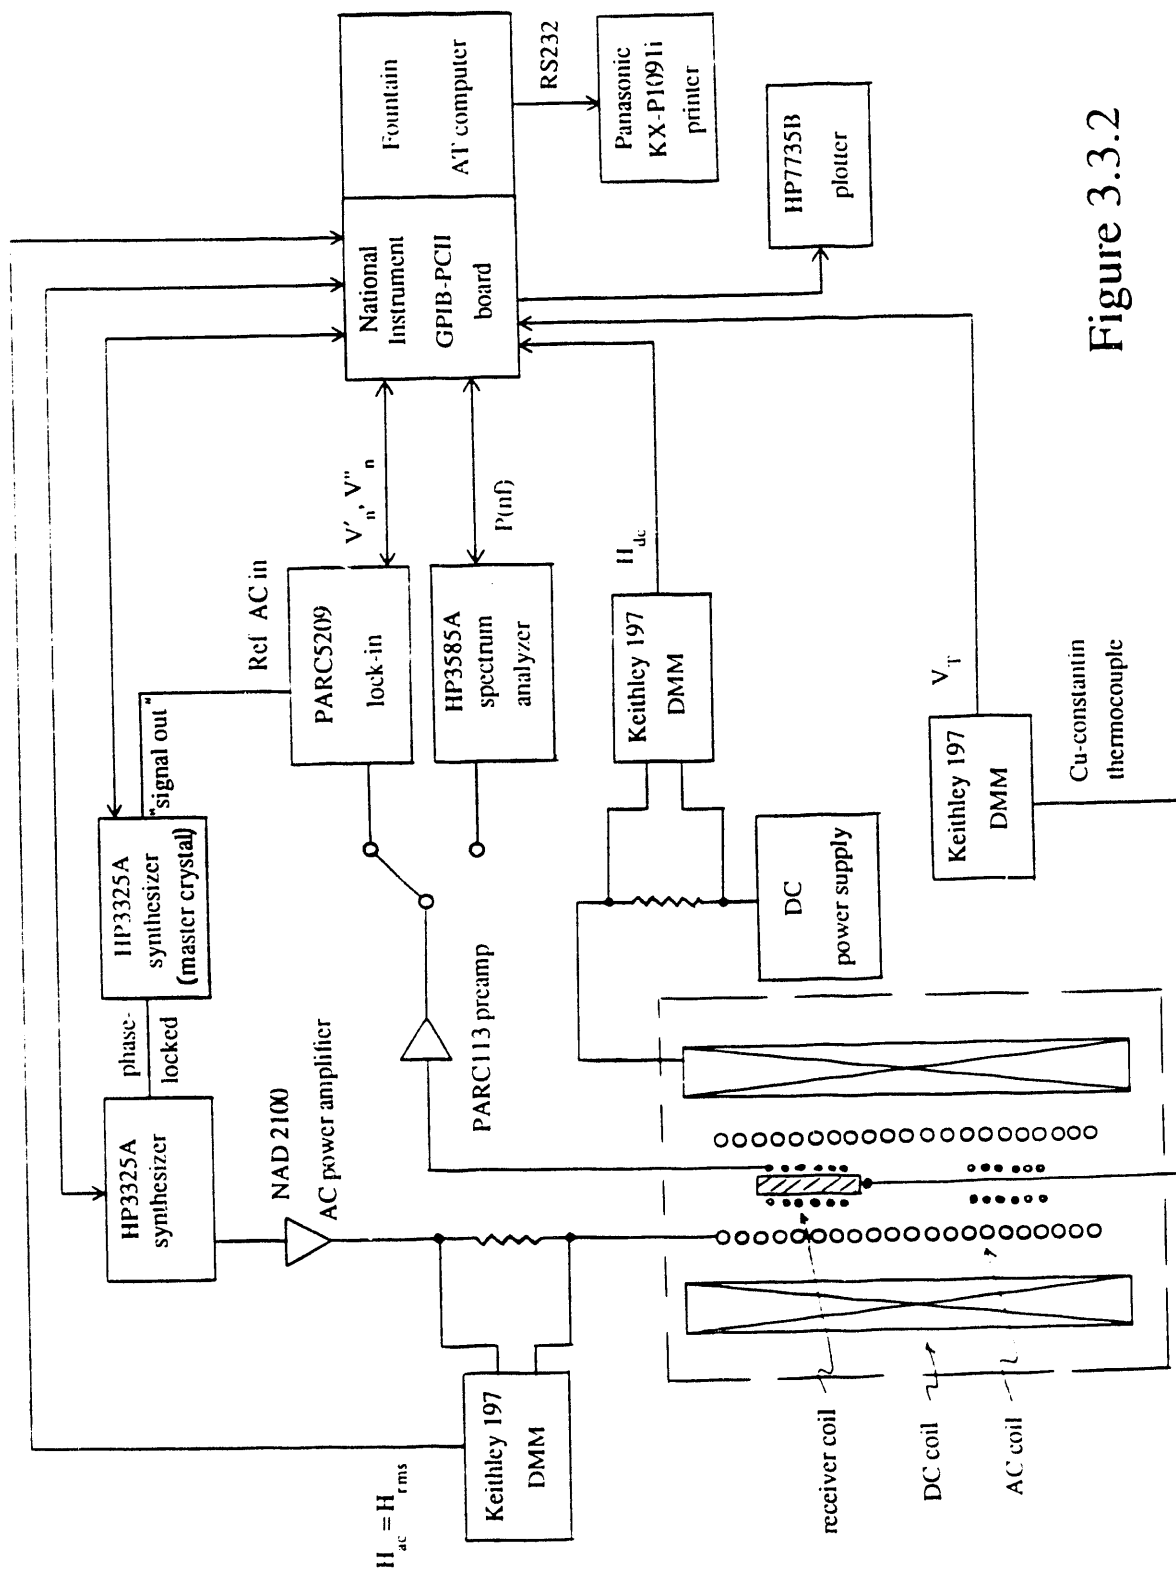 Fountain
AT computer
RS232
Panasonic
KX-P1091i
printer
National
Instrument
GPIB-PCII
board
HP7735B
plotter
HP3325A
synthesizer
(master crystal)
"signal out"
Ref AC in
phase-
locked
HP3325A
synthesizer
PARC5209
lock-in
V'n, V"n
HP3585A
spectrum
analyzer
P(nf)
NAD 2100
AC power amplifier
PARC113 preamp
Hac = Hrms
Keithley 197
DMM
Keithley 197
DMM
Hdc
DC
power supply
Keithley 197
DMM
VT
Cu-constantin
thermocouple
receiver coil
DC coil
AC coil
Figure 3.3.2